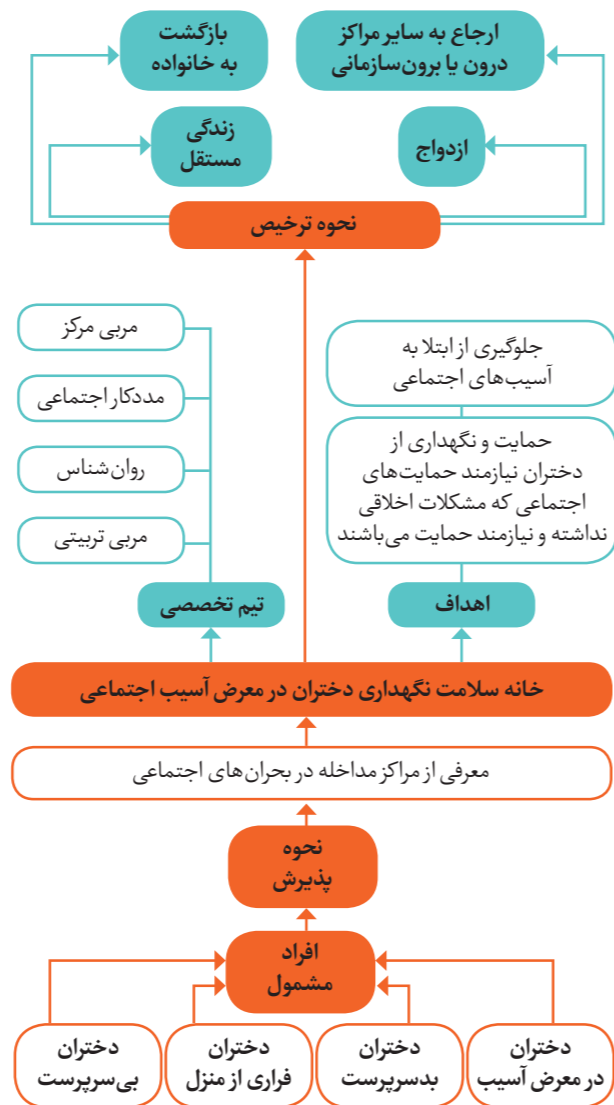 ارجاع به سایر مراکز
درون یا برون‌سازمانی
بازگشت
به خانواده
ازدواج
زندگی
مستقل
نحوه ترخیص
جلوگیری از ابتلا به
آسیب‌های اجتماعی
حمایت و نگهداری از
دختران نیازمند حمایت‌های
اجتماعی که مشکلات اخلاقی
نداشته و نیازمند حمایت می‌باشند
اهداف
مربی مرکز
مددکار اجتماعی
روان‌شناس
مربی تربیتی
تیم تخصصی
خانه سلامت نگهداری دختران در معرض آسیب اجتماعی
معرفی از مراکز مداخله در بحران‌های اجتماعی
نحوه
پذیرش
افراد
مشمول
دختران
در معرض آسیب
دختران
بدسرپرست
دختران
فراری از منزل
دختران
بی‌سرپرست